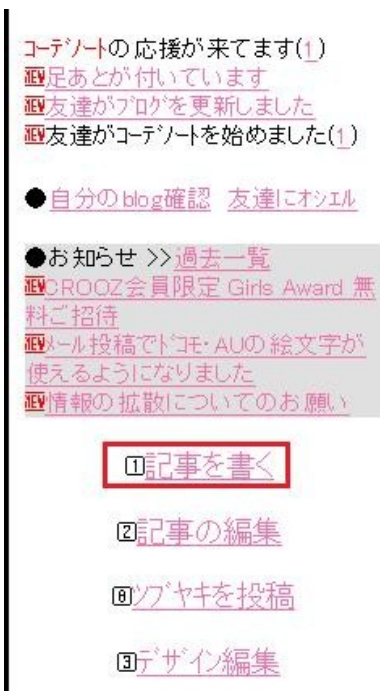 ｺｰﾃﾞﾉｰﾄの応援が来てます(1)
NEW足あとが付いています
NEW友達がﾌﾞﾛｸﾞを更新しました
NEW友達がｺｰﾃﾞﾉｰﾄを始めました(1)
●自分のblog確認 友達にｵｼｴﾙ
●お知らせ >>過去一覧
NEWCROOZ会員限定 Girls Award 無
料ご招待
NEWﾒｰﾙ投稿でﾄﾞｺﾓ･AUの絵文字が
使えるようになりました
NEW情報の拡散についてのお願い
1記事を書く
2記事の編集
0ﾂﾌﾞﾔｷを投稿
3ﾃﾞｻﾞｲﾝ編集